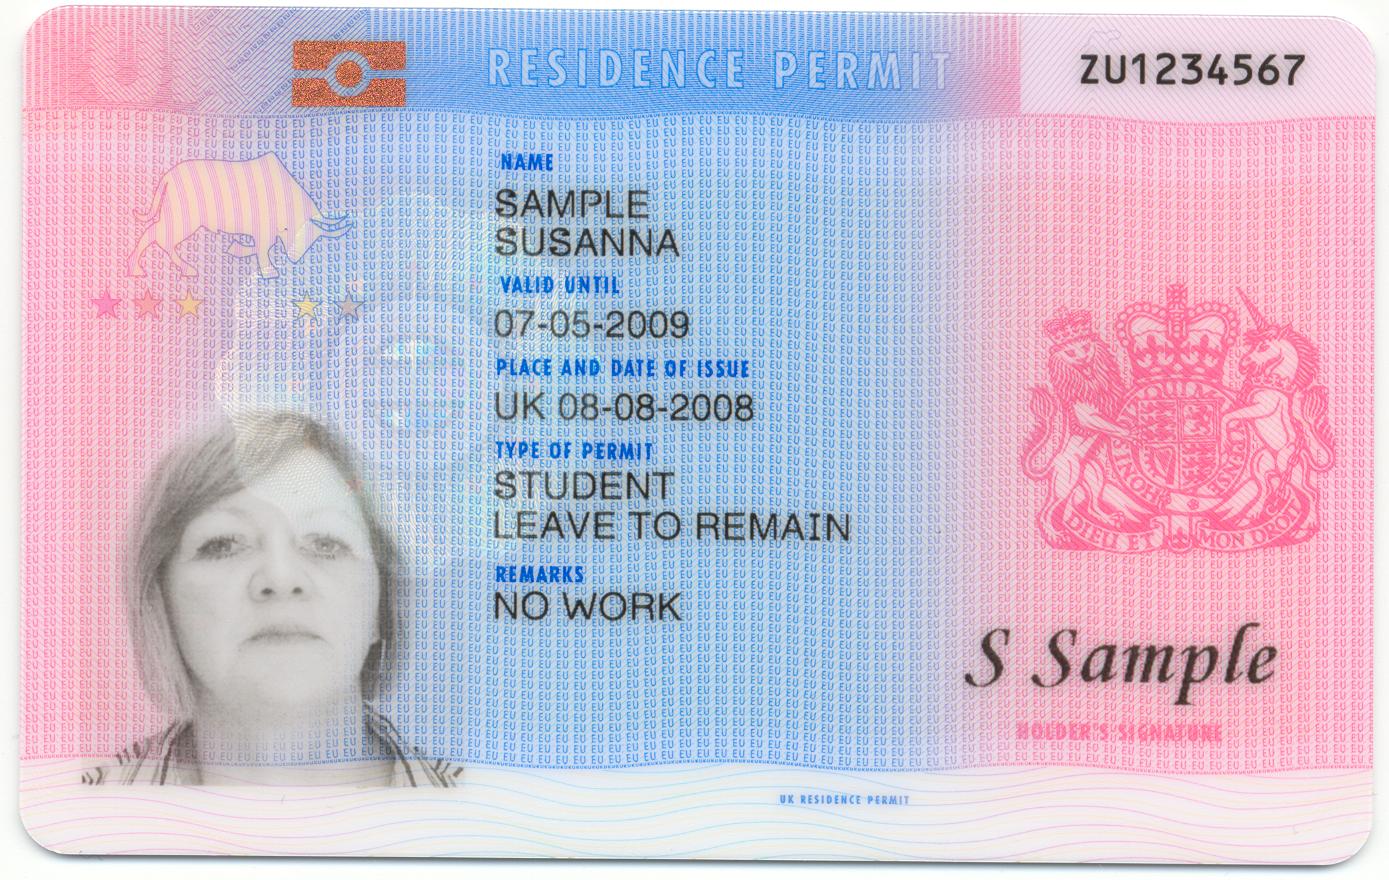 RESIDENCE PERMIT
ZU1234567
NAME
SAMPLE
SUSANNA
VALID UNTIL
07-05-2009
PLACE AND DATE OF ISSUE
UK 08-08-2008
TYPE OF PERMIT
STUDENT
LEAVE TO REMAIN
REMARKS
NO WORK
DIEU ET MON DROIT
S Sample
HOLDER'S SIGNATURE
UK RESIDENCE PERMIT